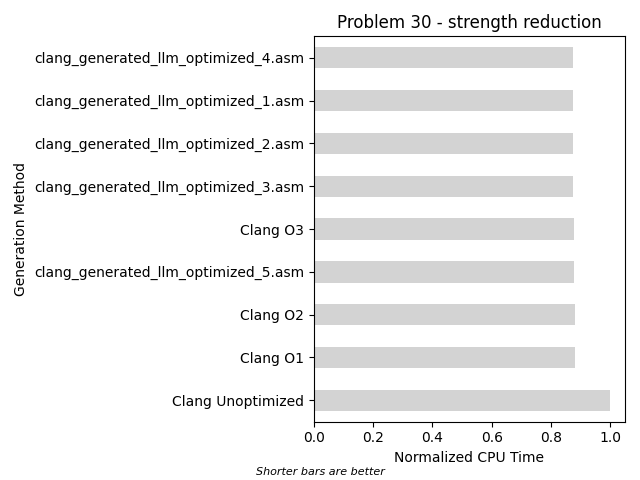 Problem 30 - strength reduction
clang_generated_llm_optimized_4.asm
clang_generated_llm_optimized_1.asm
clang_generated_llm_optimized_2.asm
clang_generated_llm_optimized_3.asm
Clang O3
clang_generated_llm_optimized_5.asm
Clang O2
Clang O1
Clang Unoptimized
Generation Method
0.0 0.2 0.4 0.6 0.8 1.0
Normalized CPU Time
Shorter bars are better